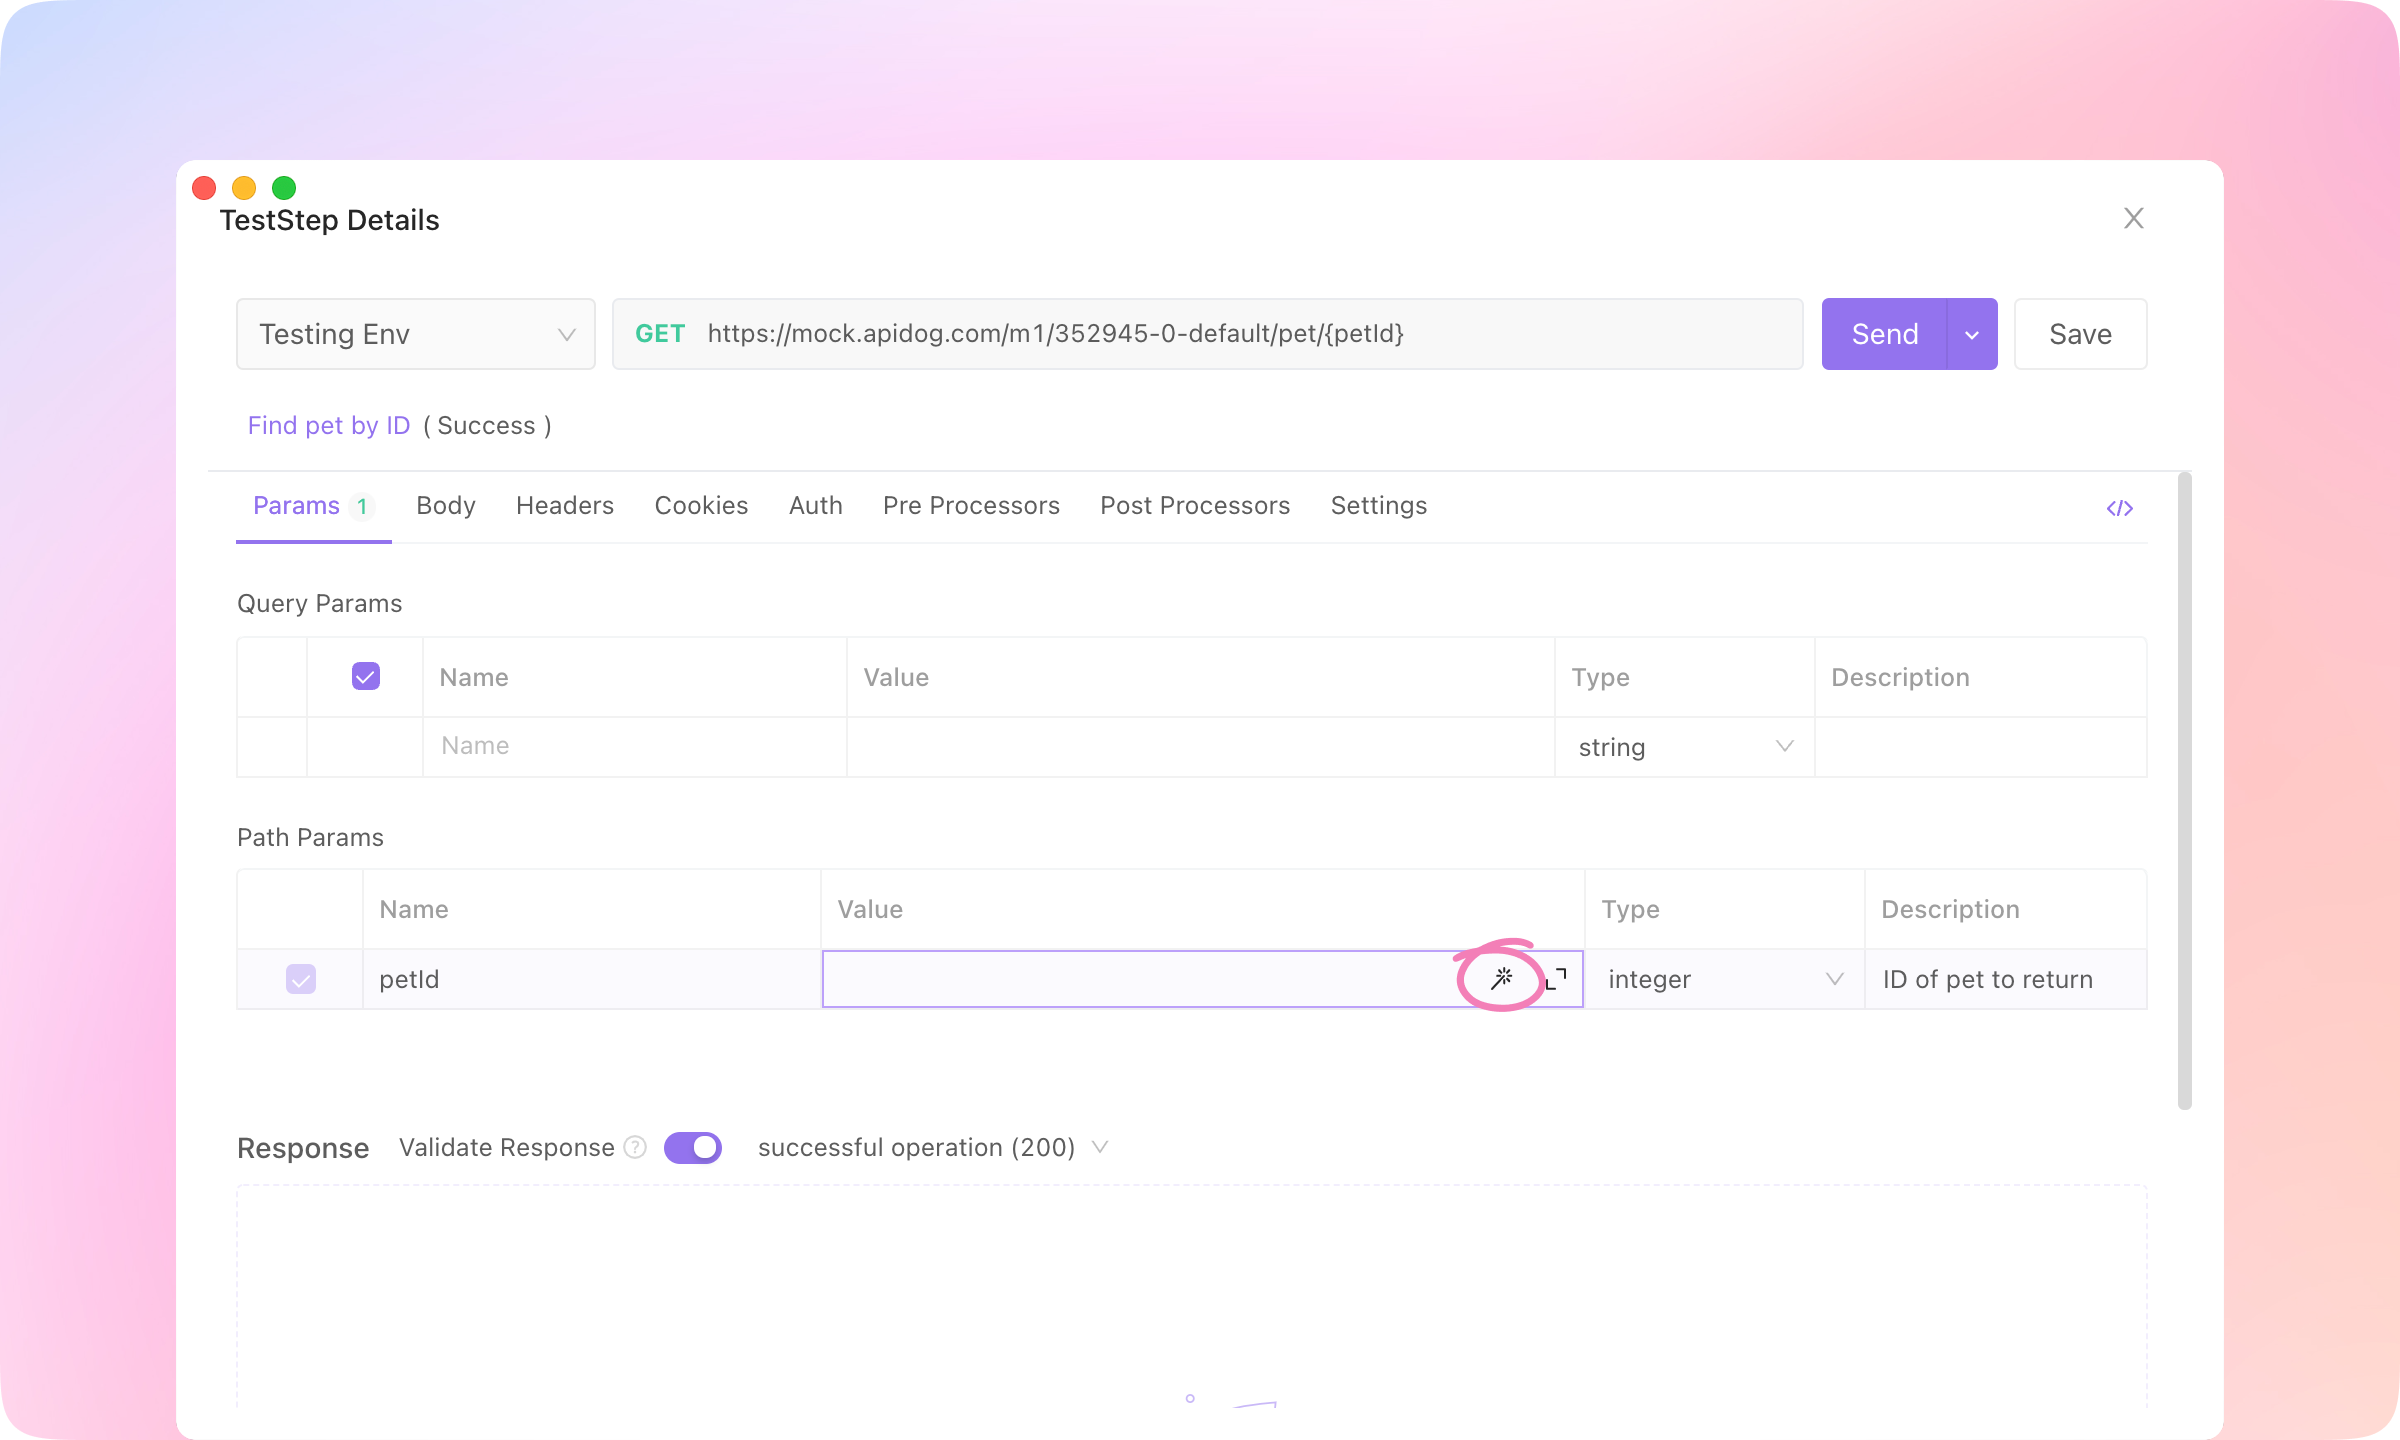 TestStep Details
Testing Env
GET https://mock.apidog.com/m1/352945-0-default/pet/{petId}
Send
Save
Find pet by ID ( Success )
Params 1 Body Headers Cookies Auth Pre Processors Post Processors Settings
Query Params
Name Value Type Description
Name string
Path Params
Name Value Type Description
petId integer ID of pet to return
Response Validate Response ? successful operation (200)